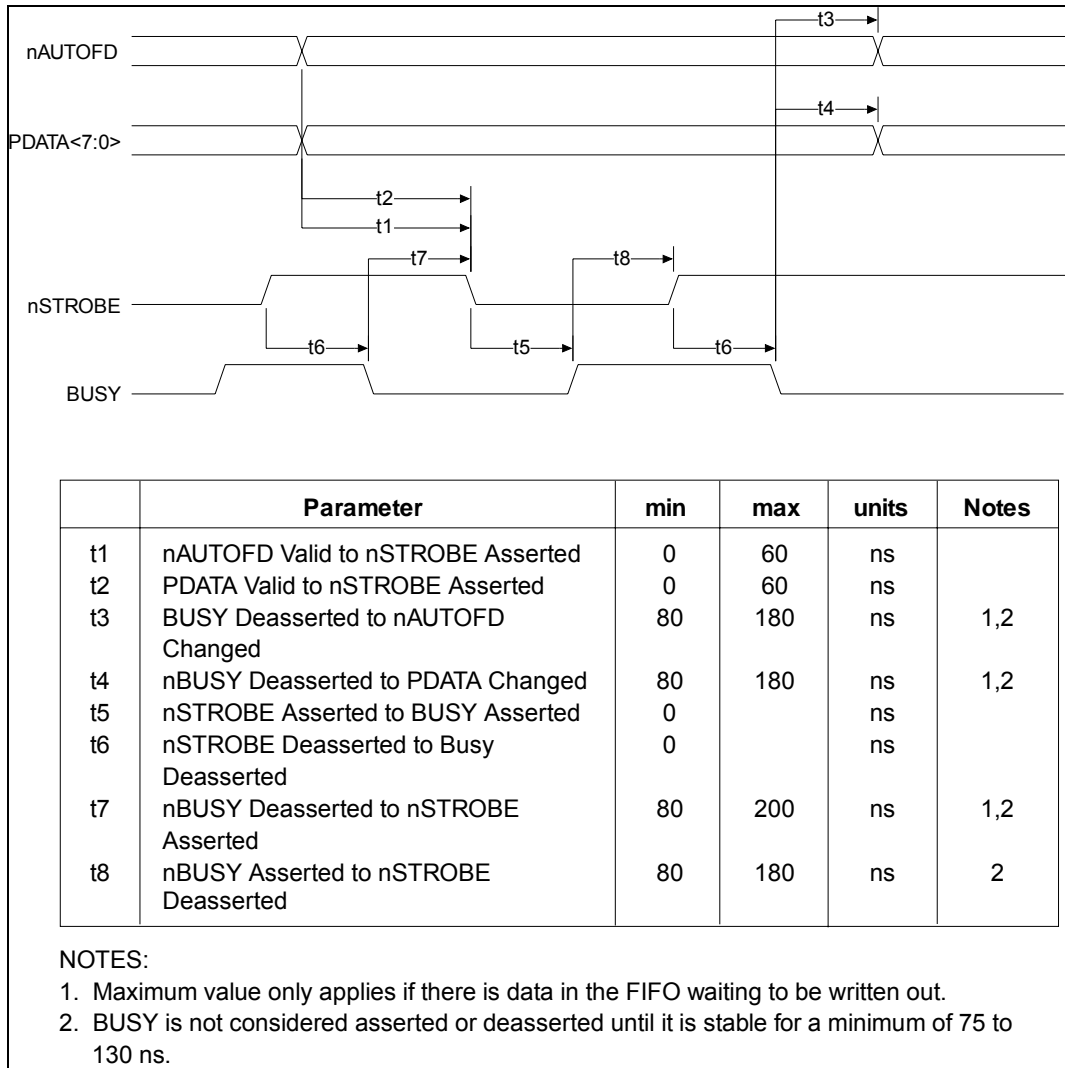 t3
nAUTOFD
t4
PDATA<7:0>
t2
t1
t7
t8
nSTROBE
t6
t5
t6
BUSY
Parameter min max units Notes
t1 nAUTOFD Valid to nSTROBE Asserted 0 60 ns
t2 PDATA Valid to nSTROBE Asserted 0 60 ns
t3 BUSY Deasserted to nAUTOFD 80 180 ns 1,2
Changed
t4 nBUSY Deasserted to PDATA Changed 80 180 ns 1,2
t5 nSTROBE Asserted to BUSY Asserted 0 ns
t6 nSTROBE Deasserted to Busy 0 ns
Deasserted
t7 nBUSY Deasserted to nSTROBE 80 200 ns 1,2
Asserted
t8 nBUSY Asserted to nSTROBE 80 180 ns 2
Deasserted
NOTES:
1. Maximum value only applies if there is data in the FIFO waiting to be written out.
2. BUSY is not considered asserted or deasserted until it is stable for a minimum of 75 to
130 ns.